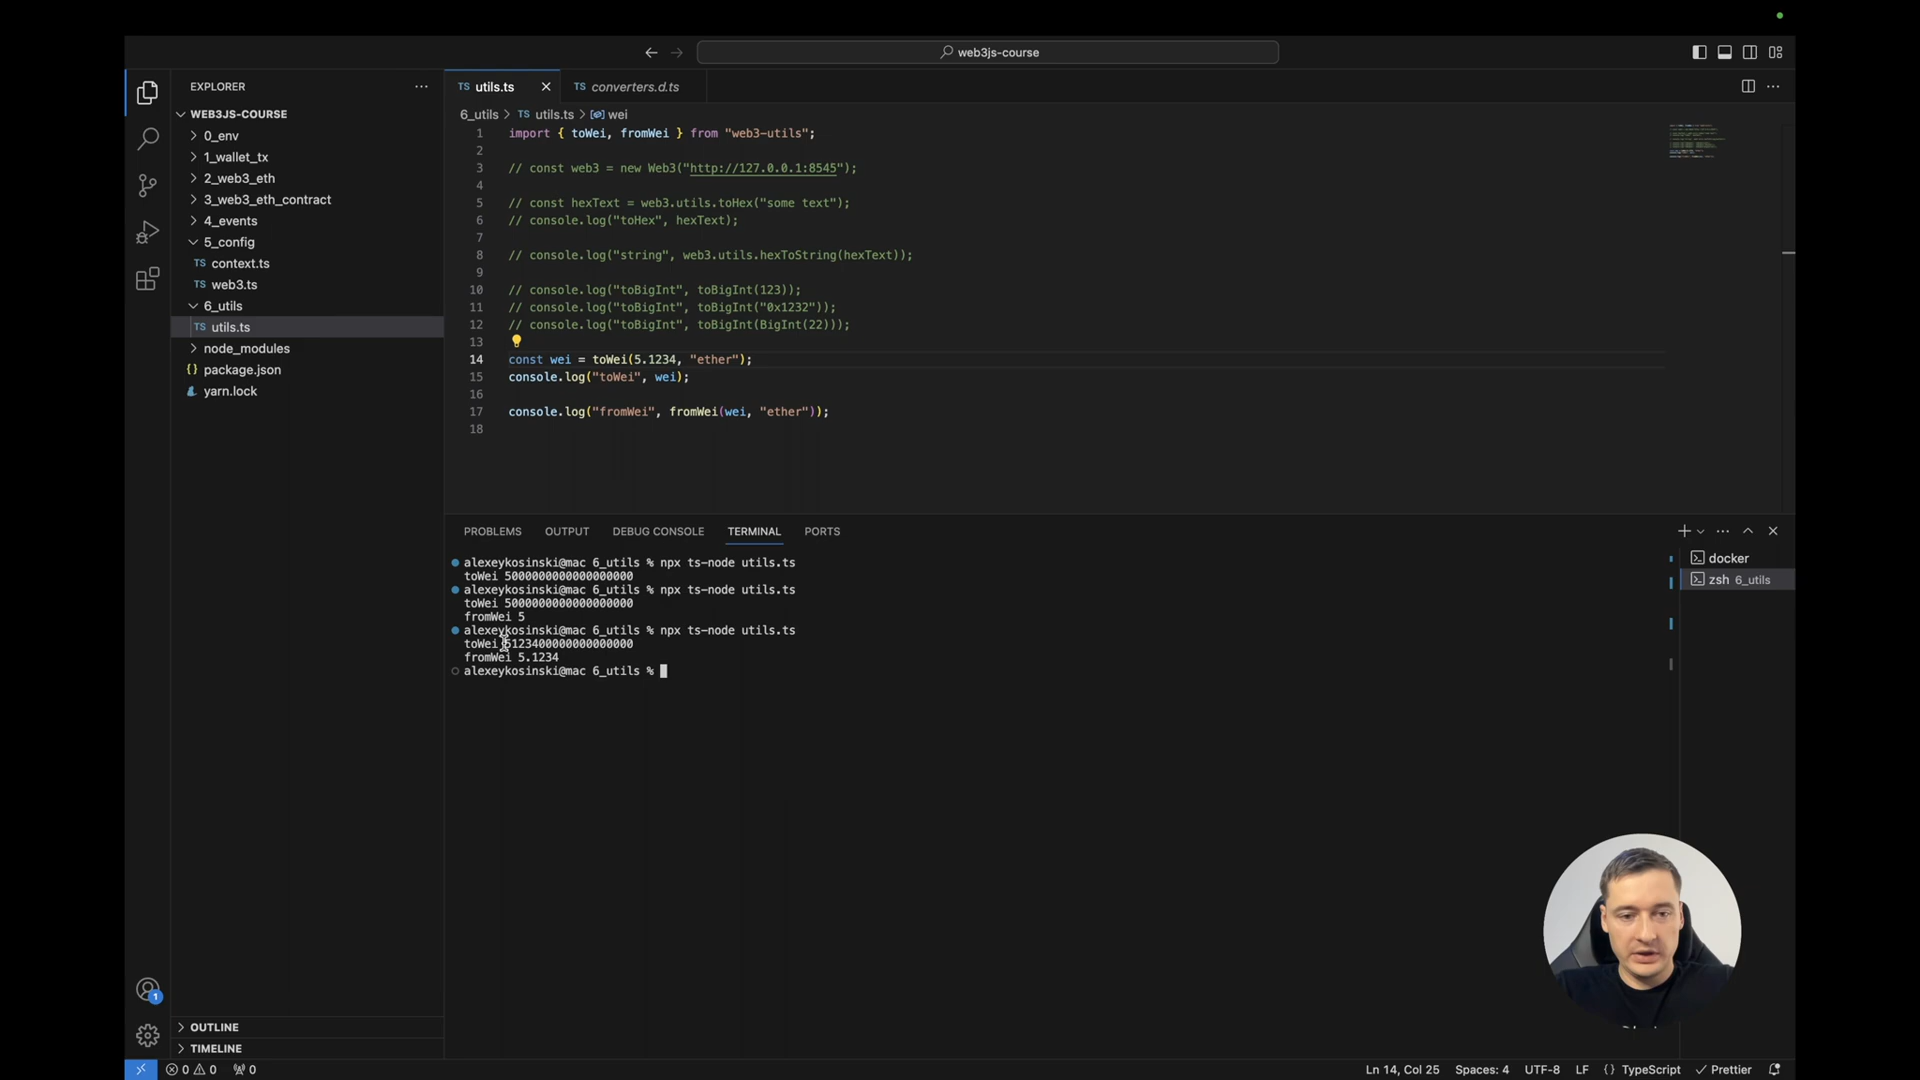 web3js-course
EXPLORER
WEB3JS-COURSE
0_env
1_wallet_tx
2_web3_eth
3_web3_eth_contract
4_events
5_config
TS context.ts
TS web3.ts
6_utils
TS utils.ts
node_modules
{} package.json
yarn.lock
OUTLINE
TIMELINE
1
TS utils.ts
TS converters.d.ts
6_utils > TS utils.ts > wei
1 import { toWei, fromWei } from "web3-utils";
2
3 // const web3 = new Web3("http://127.0.0.1:8545");
4
5 // const hexText = web3.utils.toHex("some text");
6 // console.log("toHex", hexText);
7
8 // console.log("string", web3.utils.hexToString(hexText));
9
10 // console.log("toBigInt", toBigInt(123));
11 // console.log("toBigInt", toBigInt("0x1232"));
12 // console.log("toBigInt", toBigInt(BigInt(22)));
13
14 const wei = toWei(5.1234, "ether");
15 console.log("toWei", wei);
16
17 console.log("fromWei", fromWei(wei, "ether"));
18
PROBLEMS OUTPUT DEBUG CONSOLE TERMINAL PORTS
alexeykosinski@mac 6_utils % npx ts-node utils.ts
toWei 5000000000000000000
alexeykosinski@mac 6_utils % npx ts-node utils.ts
toWei 5000000000000000000
fromWei 5
alexeykosinski@mac 6_utils % npx ts-node utils.ts
toWei 5123400000000000000
fromWei 5.1234
alexeykosinski@mac 6_utils %
docker
zsh 6_utils
0 0 0
Ln 14, Col 25 Spaces: 4 UTF-8 LF {} TypeScript Prettier